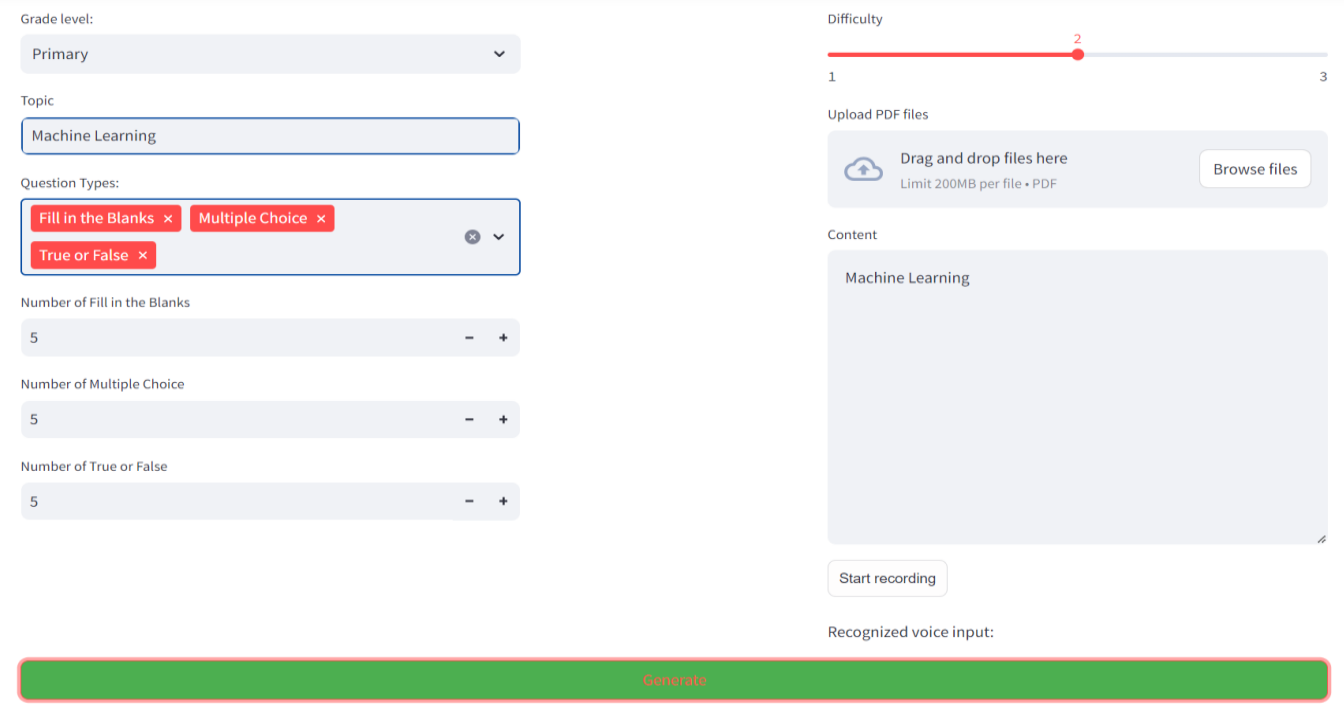 Grade level:
Primary
Topic
Machine Learning
Question Types:
Fill in the Blanks × Multiple Choice ×
True or False ×
Number of Fill in the Blanks
5 − +
Number of Multiple Choice
5 − +
Number of True or False
5 − +
Difficulty
2
1 3
Upload PDF files
Drag and drop files here
Limit 200MB per file • PDF
Browse files
Content
Machine Learning
Start recording
Recognized voice input:
Generate